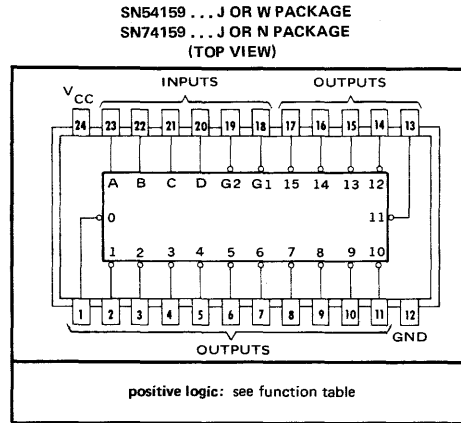 SN54159 . . . J OR W PACKAGE
SN74159 . . . J OR N PACKAGE
(TOP VIEW)
INPUTS OUTPUTS
VCC
24 23 22 21 20 19 18 17 16 15 14 13
A B C D G2 G1 15 14 13 12
0 11
1 2 3 4 5 6 7 8 9 10
1 2 3 4 5 6 7 8 9 10 11 12
OUTPUTS GND
positive logic: see function table